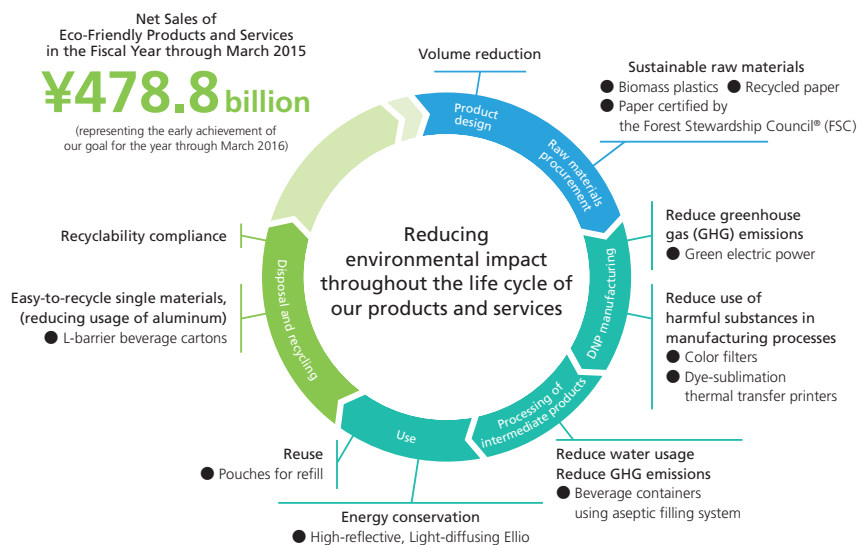 Net Sales of
Eco-Friendly Products and Services
in the Fiscal Year through March 2015
¥478.8 billion
(representing the early achievement of
our goal for the year through March 2016)
Volume reduction
Sustainable raw materials
● Biomass plastics ● Recycled paper
● Paper certified by
the Forest Stewardship Council® (FSC)
Product
design
Raw materials
procurement
Reduce greenhouse
gas (GHG) emissions
● Green electric power
Reduce use of
harmful substances in
manufacturing processes
● Color filters
● Dye-sublimation
thermal transfer printers
DNP manufacturing
Processing of
intermediate products
Reduce water usage
Reduce GHG emissions
● Beverage containers
using aseptic filling system
Use
Reuse
● Pouches for refill
Energy conservation
● High-reflective, Light-diffusing Ellio
Disposal and recycling
Recyclability compliance
Easy-to-recycle single materials,
(reducing usage of aluminum)
● L-barrier beverage cartons
Reducing
environmental impact
throughout the life cycle of
our products and services